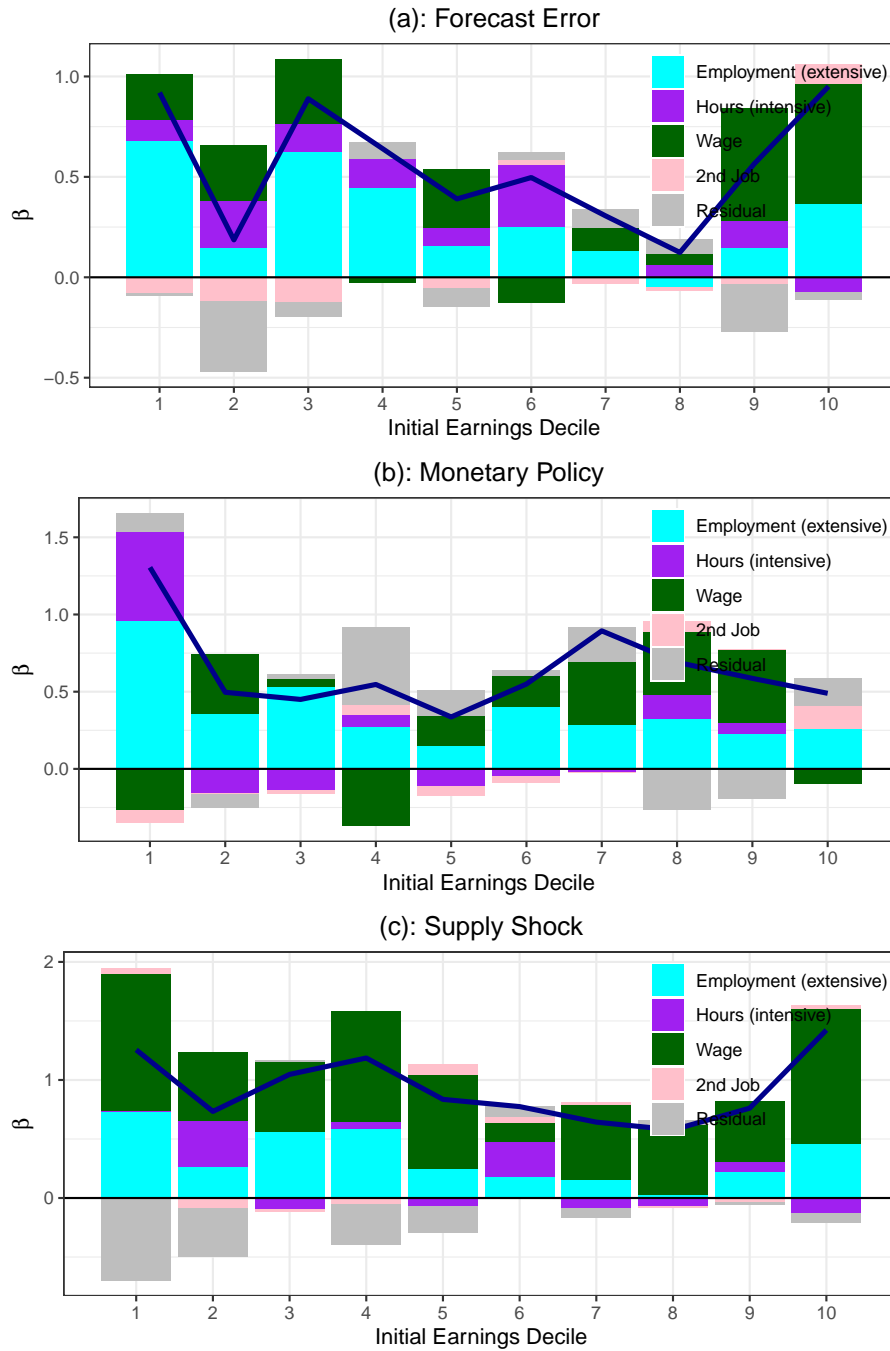 (a): Forecast Error
1.0
0.5
0.0
−0.5
β
Employment (extensive)
Hours (intensive)
Wage
2nd Job
Residual
1 2 3 4 5 6 7 8 9 10
Initial Earnings Decile
(b): Monetary Policy
1.5
1.0
0.5
0.0
β
Employment (extensive)
Hours (intensive)
Wage
2nd Job
Residual
1 2 3 4 5 6 7 8 9 10
Initial Earnings Decile
(c): Supply Shock
2
1
0
β
Employment (extensive)
Hours (intensive)
Wage
2nd Job
Residual
1 2 3 4 5 6 7 8 9 10
Initial Earnings Decile